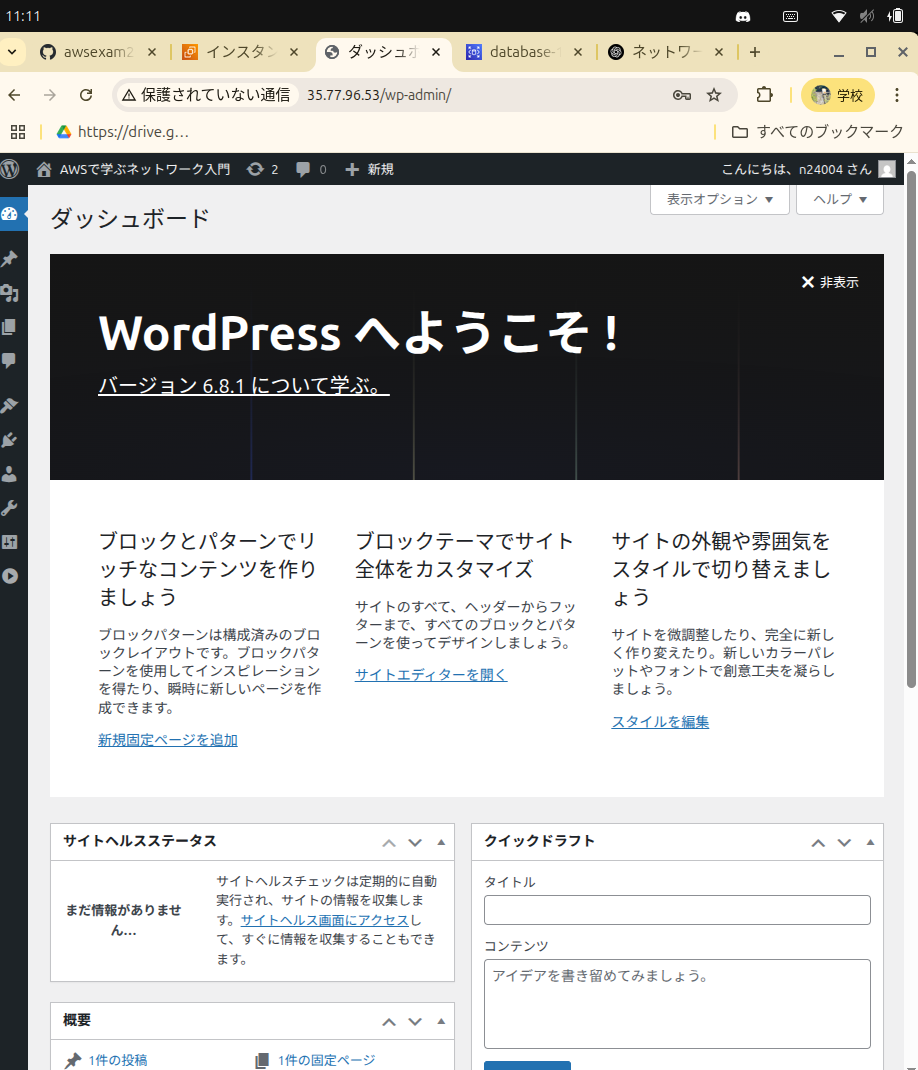 11:11
awsexam2
インスタン
ダッシュボ
database-1
ネットワー
保護されていない通信
35.77.96.53/wp-admin/
学校
https://drive.g...
すべてのブックマーク
AWSで学ぶネットワーク入門
2
0
新規
こんにちは、n24004 さん
ダッシュボード
表示オプション
ヘルプ
非表示
WordPress へようこそ !
バージョン 6.8.1 について学ぶ。
ブロックとパターンでリ
ッチなコンテンツを作り
ましょう
ブロックパターンは構成済みのブロ
ックレイアウトです。ブロックパタ
ーンを使用してインスピレーション
を得たり、瞬時に新しいページを作
成できます。
新規固定ページを追加
ブロックテーマでサイト
全体をカスタマイズ
サイトのすべて、ヘッダーからフッ
ターまで、すべてのブロックとパタ
ーンを使ってデザインしましょう。
サイトエディターを開く
サイトの外観や雰囲気を
スタイルで切り替えまし
ょう
サイトを微調整したり、完全に新し
く作り変えたり。新しいカラーパレ
ットやフォントで創意工夫を凝らし
ましょう。
スタイルを編集
サイトヘルスステータス
まだ情報がありませ
ん...
サイトヘルスチェックは定期的に自動
実行され、サイトの情報を収集しま
す。サイトヘルス画面にアクセスし
て、すぐに情報を収集することもでき
ます。
概要
1件の投稿
1件の固定ページ
クイックドラフト
タイトル
コンテンツ
アイデアを書き留めてみましょう。